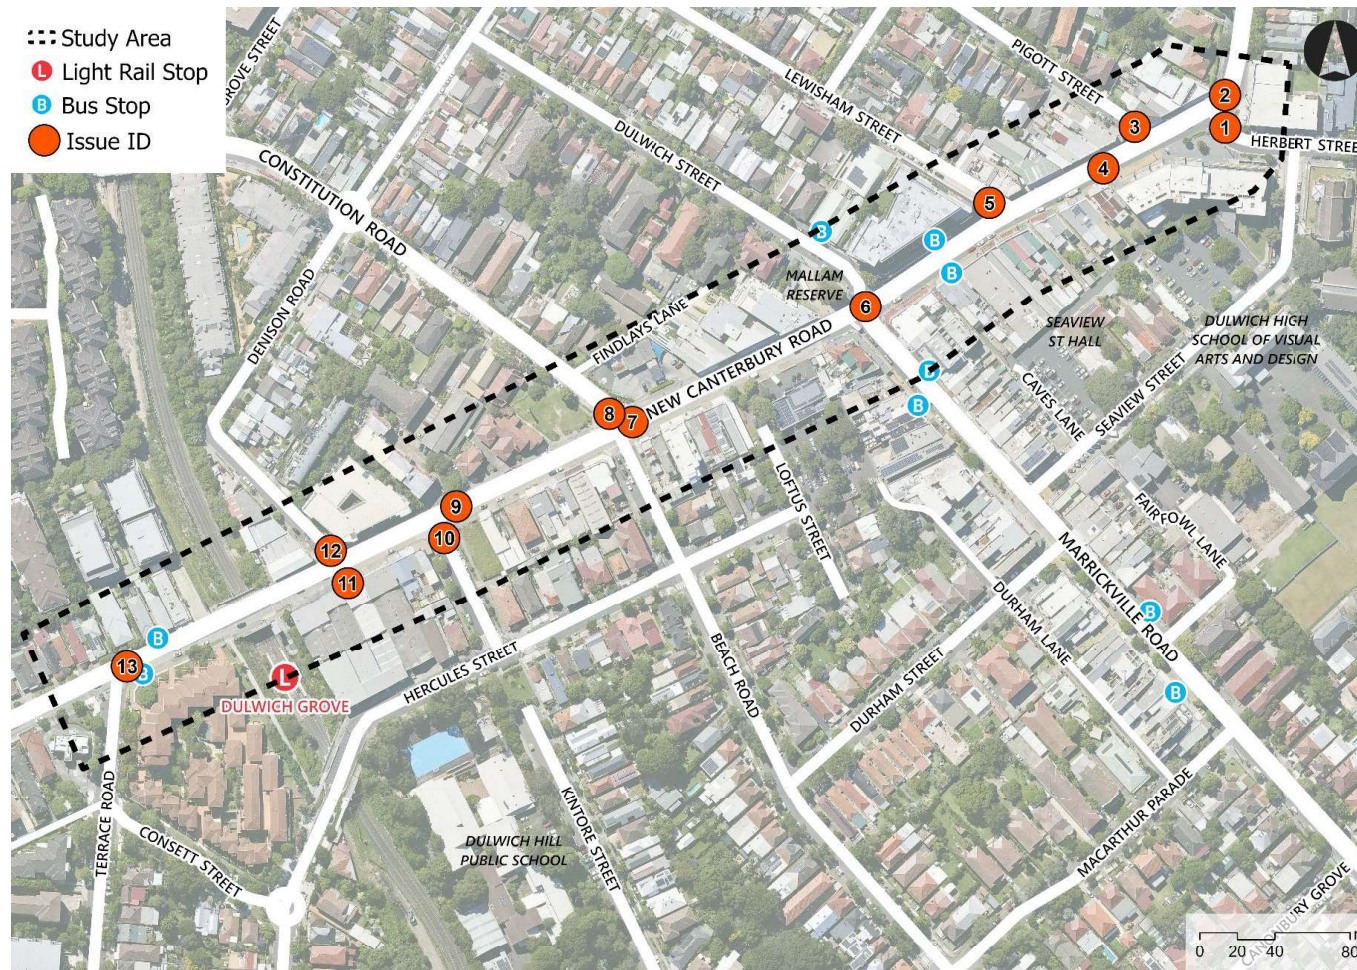 Study Area
L Light Rail Stop
B Bus Stop
Issue ID
PIGOTT STREET
LEWISHAM STREET
DULWICH STREET
GROVE STREET
CONSTITUTION ROAD
DENISON ROAD
FINDLAYS LANE
MALLAM
RESERVE
NEW CANTERBURY ROAD
HERBERT STREE
SEAVIEW
ST HALL
DULWICH HIGH
SCHOOL OF VISUAL
ARTS AND DESIGN
CAVES LANE
SEAVIEW STREET
FAIRFOWL LANE
LOFTUS STREET
MARRICKVILLE ROAD
DURHAM LANE
DURHAM STREET
BEACH ROAD
HERCULES STREET
DULWICH GROVE
KINTORE STREET
DULWICH HILL
PUBLIC SCHOOL
TERRACE ROAD
CONSETT STREET
MACARTHUR PARADE
CANONBURY GROVE
1
2
3
4
5
6
7
8
9
10
11
12
13
B
B
B
B
B
B
B
B
B
L
0 20 40 80